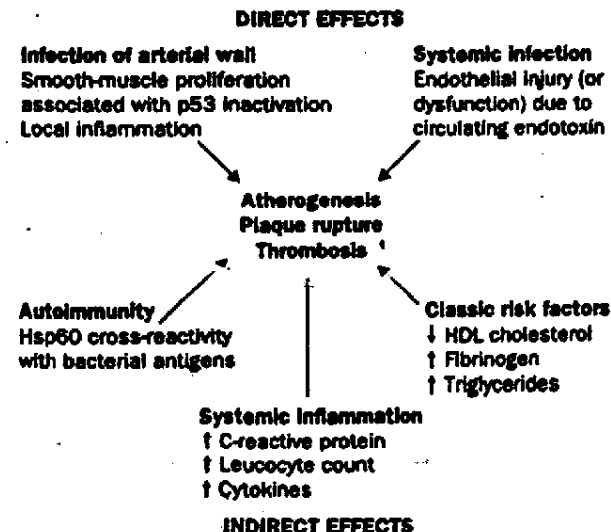 DIRECT EFFECTS
Infection of arterial wall
Smooth-muscle proliferation
associated with p53 inactivation
Local inflammation
Systemic infection
Endothelial injury (or
dysfunction) due to
circulating endotoxin
Atherogenesis
Plaque rupture
Thrombosis
Autoimmunity
Hsp60 cross-reactivity
with bacterial antigens
Classic risk factors
↓ HDL cholesterol
↑ Fibrinogen
↑ Triglycerides
Systemic inflammation
↑ C-reactive protein
↑ Leucocyte count
↑ Cytokines
INDIRECT EFFECTS